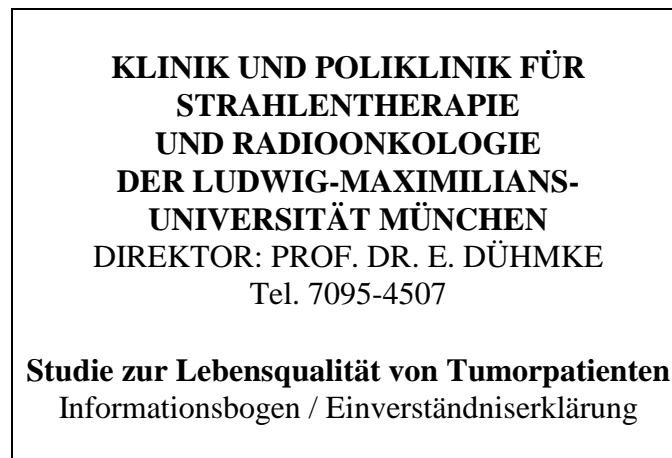 KLINIK UND POLIKLINIK FÜR
STRAHLENTHERAPIE
UND RADIOONKOLOGIE
DER LUDWIG-MAXIMILIANS-
UNIVERSITÄT MÜNCHEN
DIREKTOR: PROF. DR. E. DÜHMKE
Tel. 7095-4507
Studie zur Lebensqualität von Tumorpatienten
Informationsbogen / Einverständniserklärung